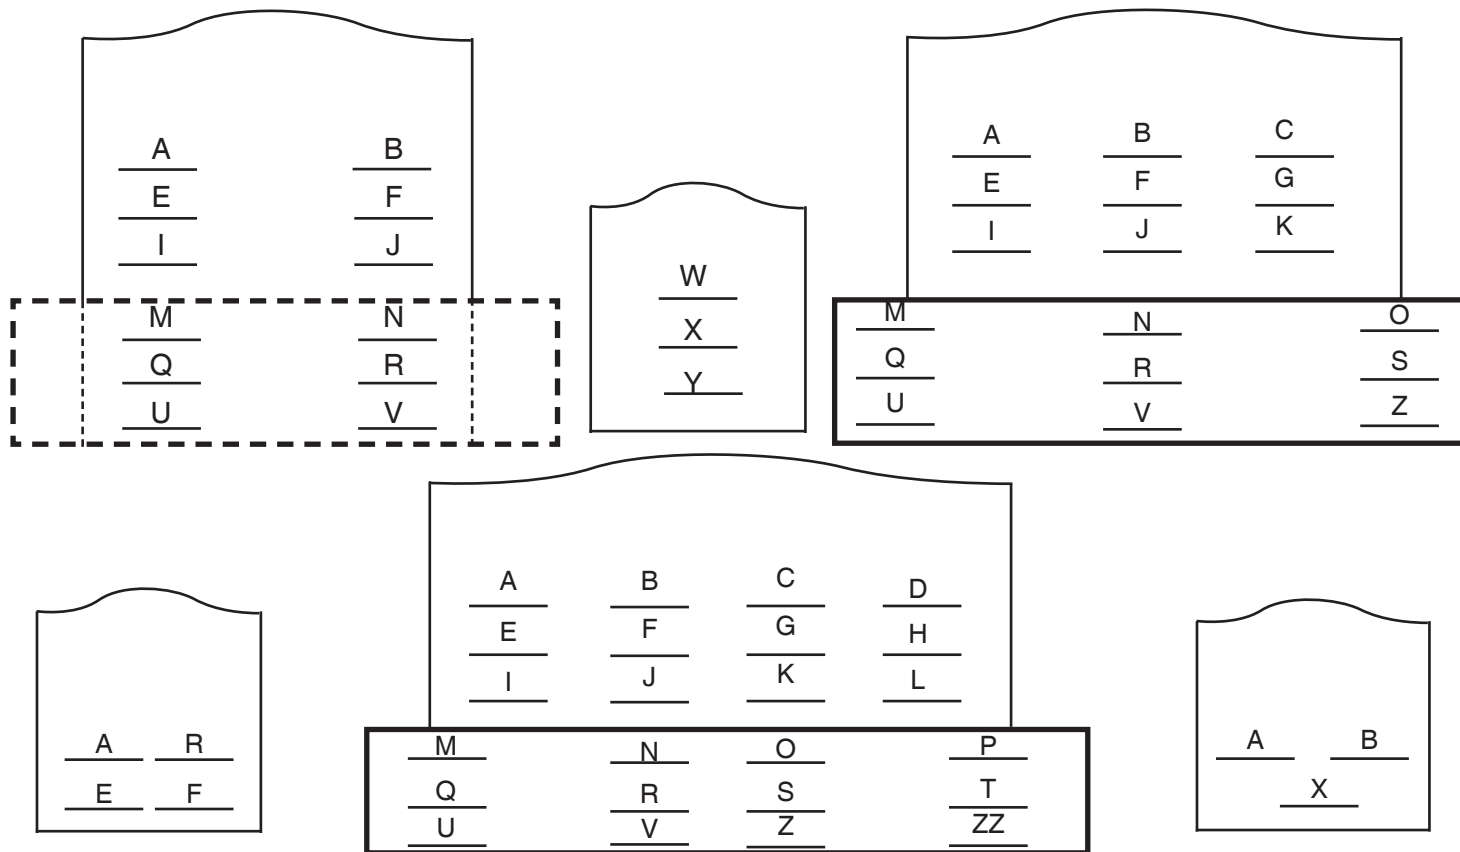 A B
E F
I J
M N
Q R
U V
W
X
Y
A B C
E F G
I J K
M N O
Q R S
U V Z
A R
E F
A B C D
E F G H
I J K L
M N O P
Q R S T
U V Z ZZ
A B
X